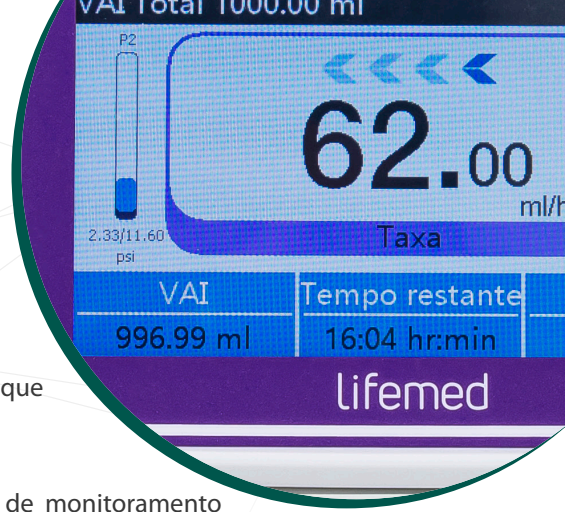 VAI Total 1000.00 ml
P2
62.00
ml/h
2.33/11.60
psi
Taxa
VAI
Tempo restante
996.99 ml
16:04 hr:min
que
lifemed
de monitoramento